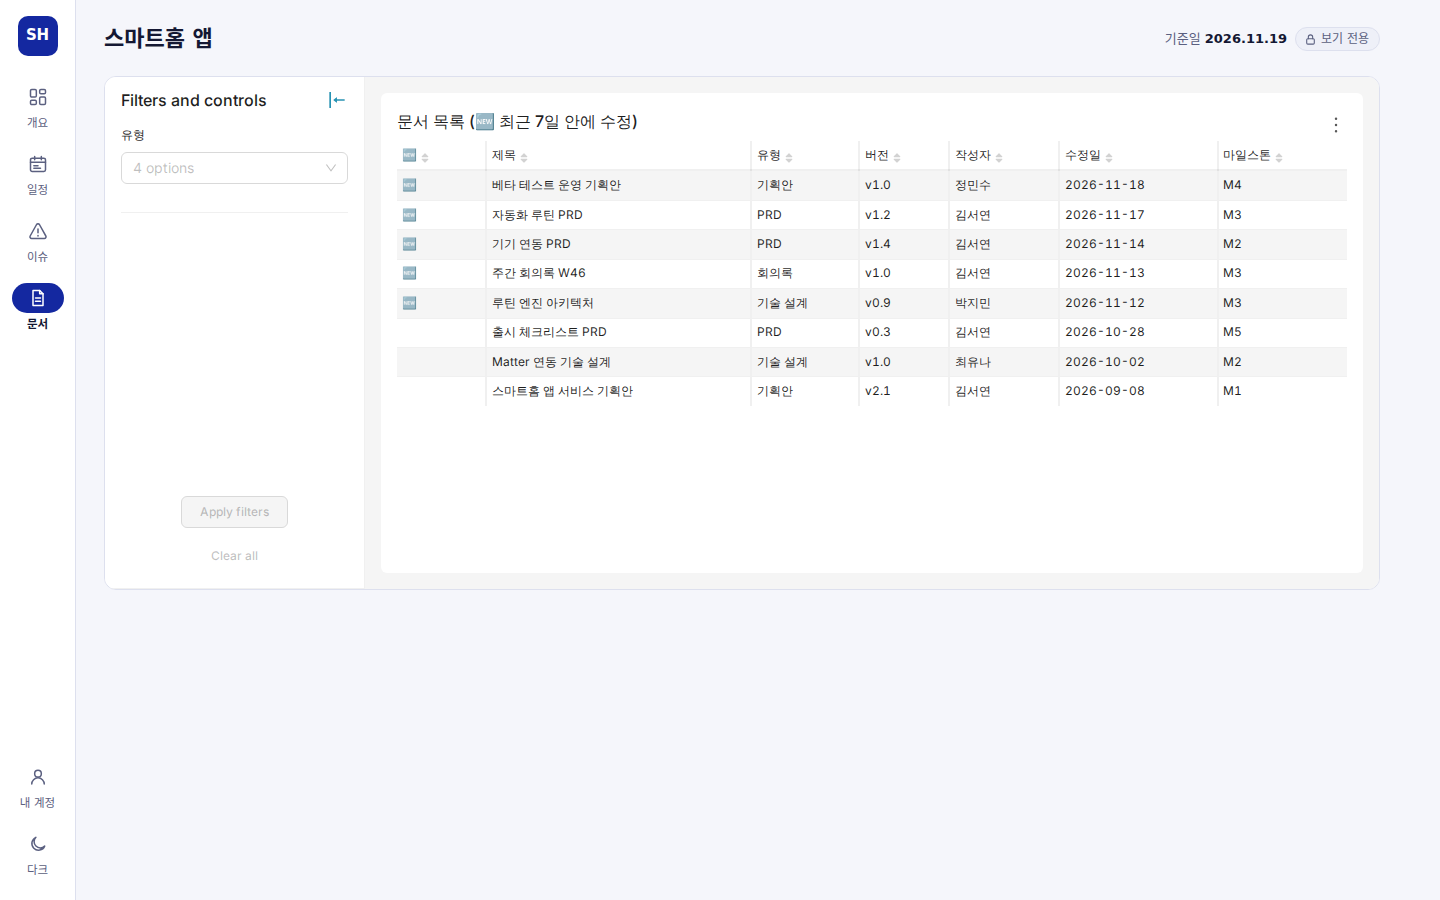 SH
개요
일정
이슈
문서
내 계정
다크
스마트홈 앱
기준일 2026.11.19 보기 전용
Filters and controls
유형
4 options
Apply filters
Clear all
문서 목록 (🆕 최근 7일 안에 수정)
🆕 제목 유형 버전 작성자 수정일 마일스톤
🆕 베타 테스트 운영 기획안 기획안 v1.0 정민수 2026-11-18 M4
🆕 자동화 루틴 PRD PRD v1.2 김서연 2026-11-17 M3
🆕 기기 연동 PRD PRD v1.4 김서연 2026-11-14 M2
🆕 주간 회의록 W46 회의록 v1.0 김서연 2026-11-13 M3
🆕 루틴 엔진 아키텍처 기술 설계 v0.9 박지민 2026-11-12 M3
출시 체크리스트 PRD PRD v0.3 김서연 2026-10-28 M5
Matter 연동 기술 설계 기술 설계 v1.0 최유나 2026-10-02 M2
스마트홈 앱 서비스 기획안 기획안 v2.1 김서연 2026-09-08 M1